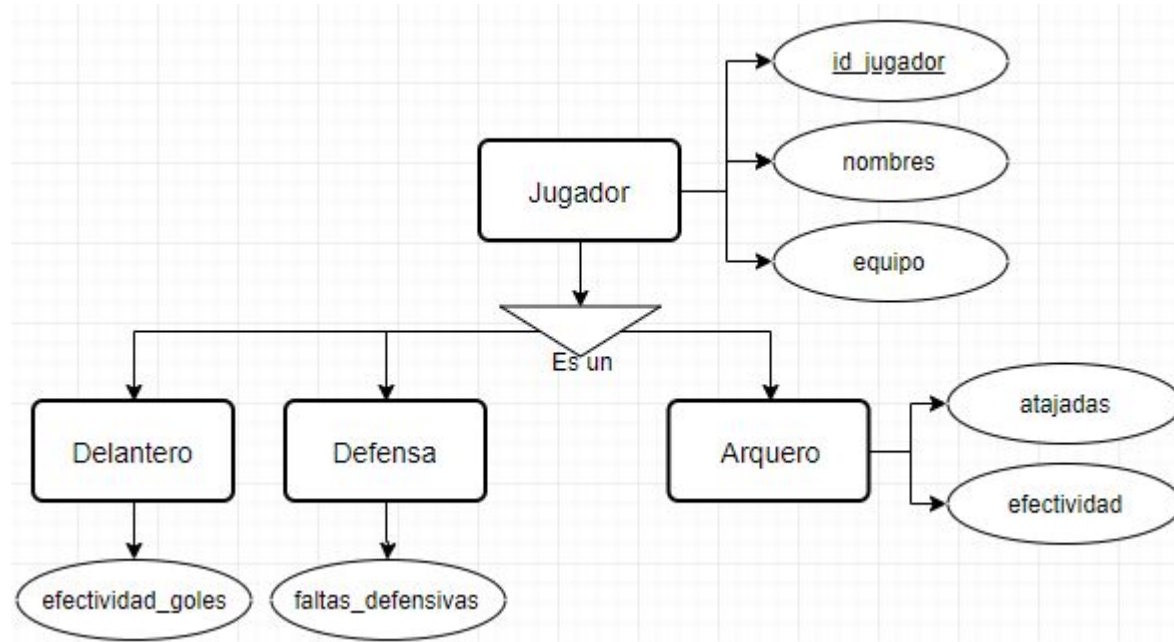 id_jugador
nombres
Jugador
equipo
Es un
Delantero
Defensa
Arquero
atajadas
efectividad
efectividad_goles
faltas_defensivas